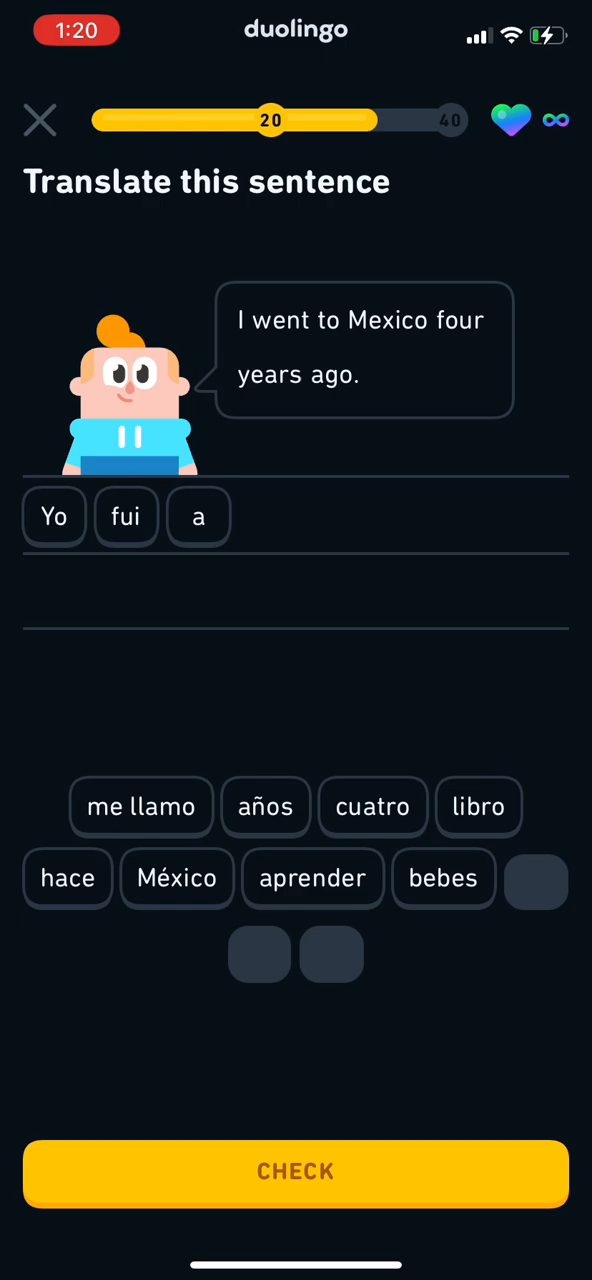 1:20 duolingo
20 40
Translate this sentence
I went to Mexico four
years ago.
Yo fui a
me llamo años cuatro libro
hace México aprender bebes
CHECK